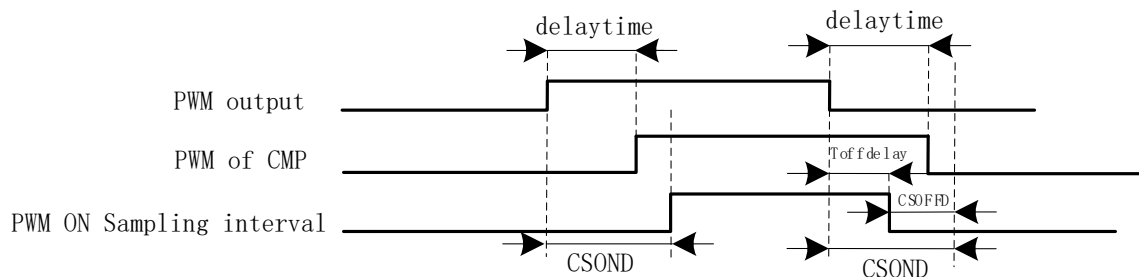 delaytime
delaytime
PWM output
PWM of CMP
Toffdelay
CSOFFD
PWM ON Sampling interval
CSOND
CSOND